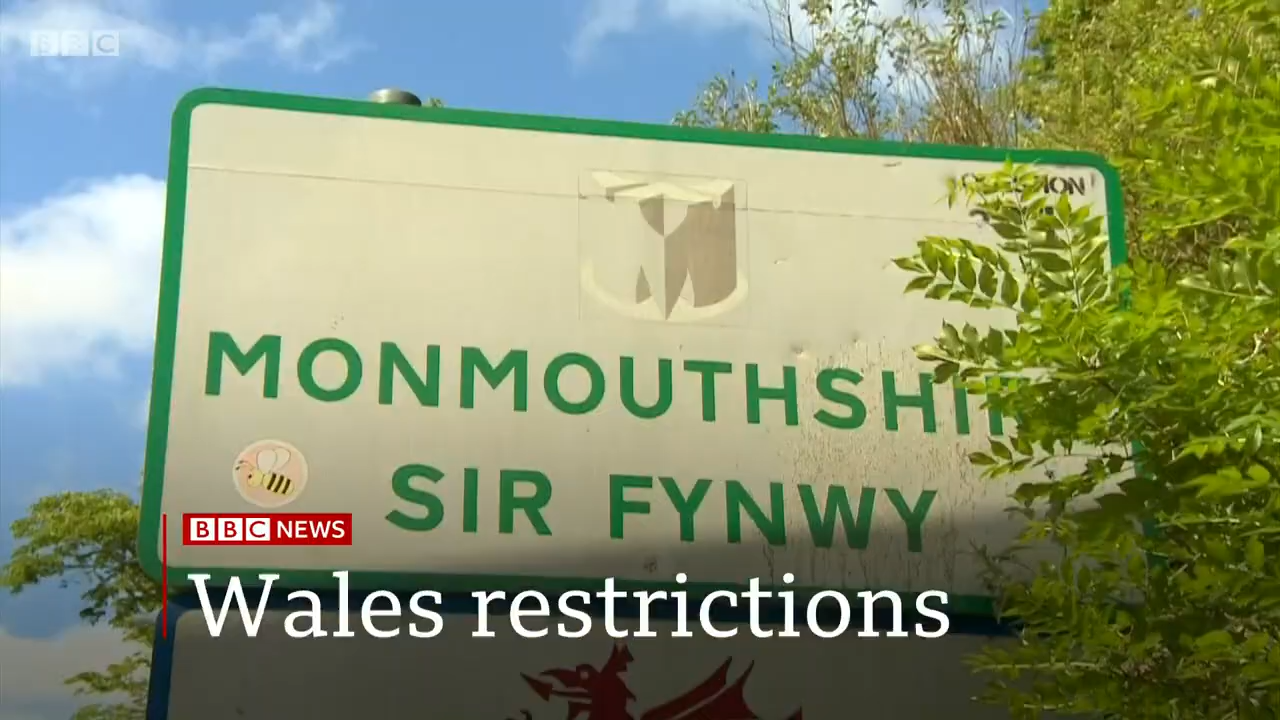 BBC
MONMOUTHSHI
SIR FYNWY
BBC NEWS
Wales restrictions